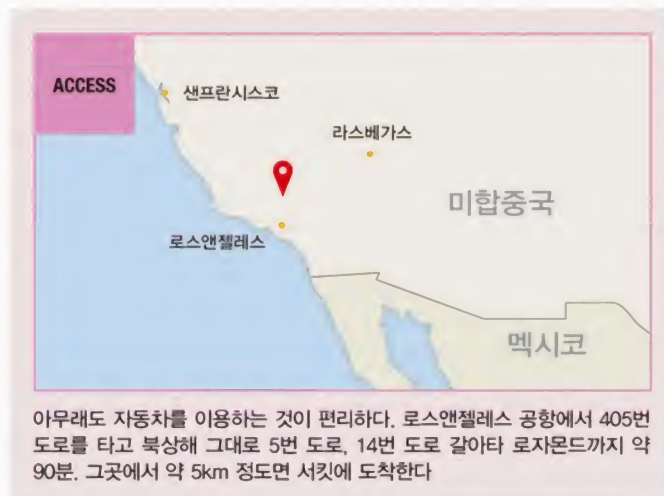 ACCESS
샌프란시스코
라스베가스
미합중국
로스앤젤레스
멕시코
아무래도 자동차를 이용하는 것이 편리하다. 로스앤젤레스 공항에서 405번
도로를 타고 북상해 그대로 5번 도로, 14번 도로 갈아타 로자몬드까지 약
90분. 그곳에서 약 5km 정도면 서킷에 도착한다